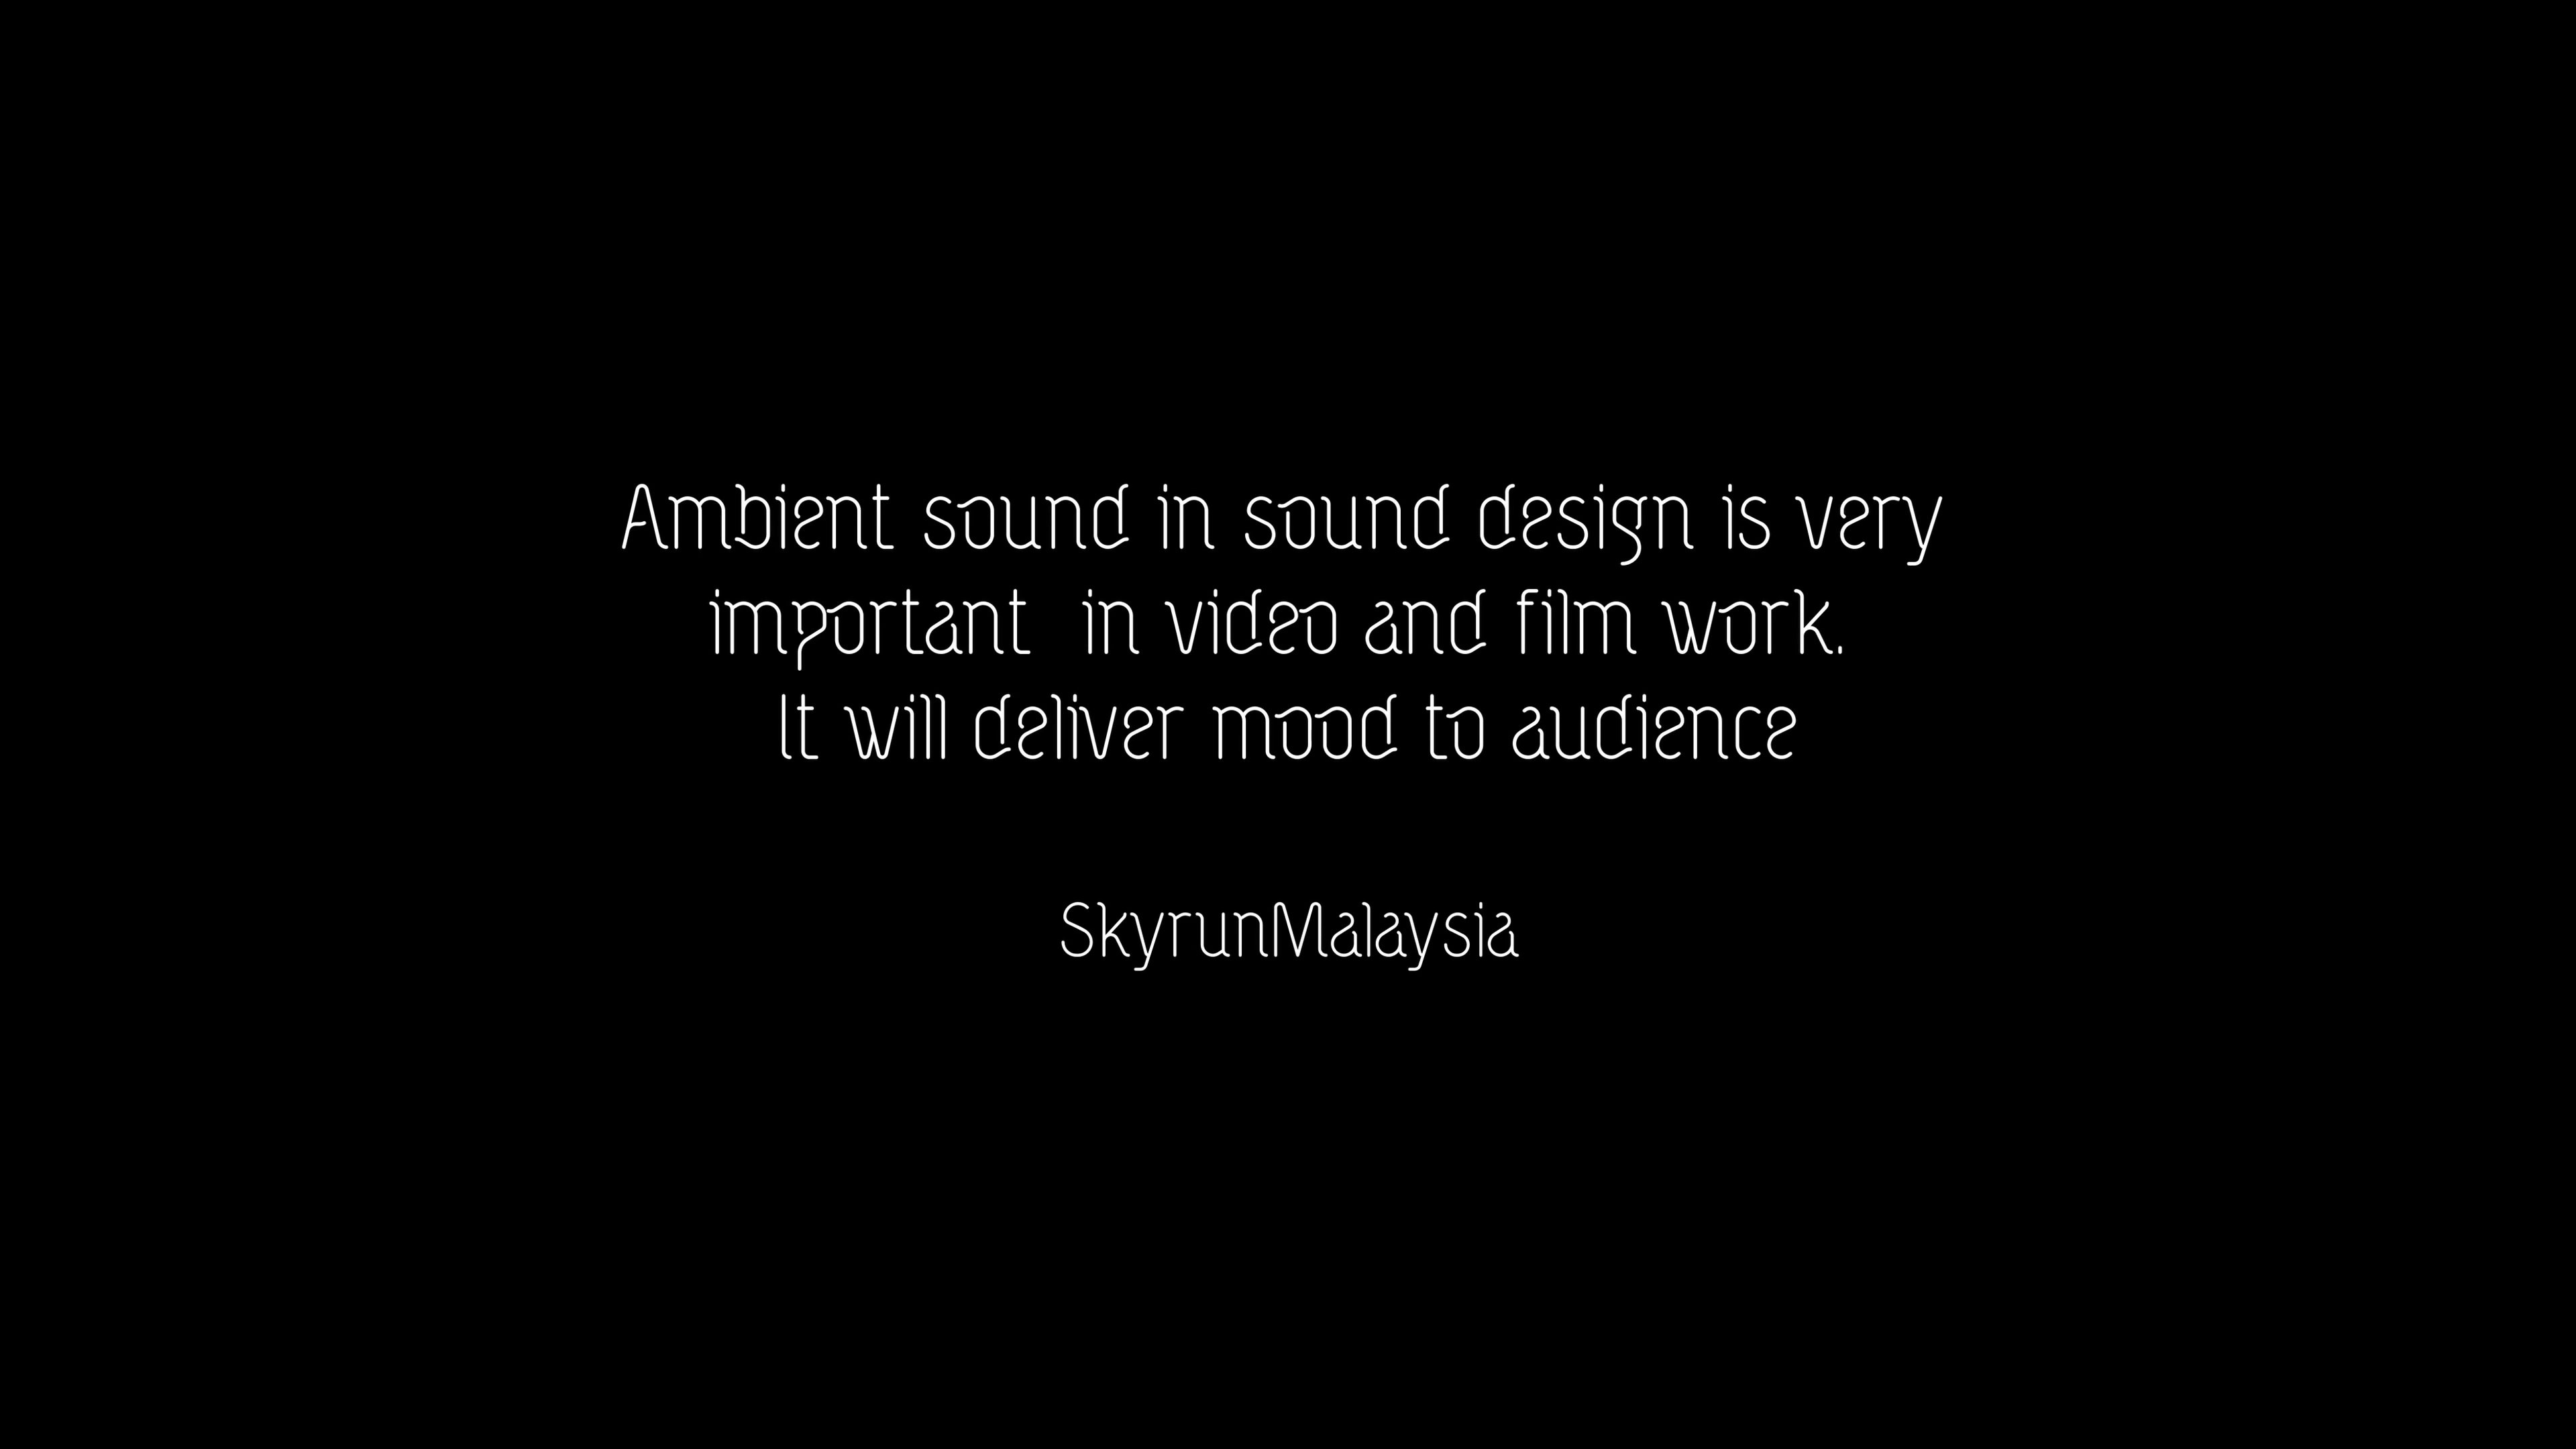 Ambient sound in sound design is very
important  in video and film work.
It will deliver mood to audience
SkyrunMalaysia